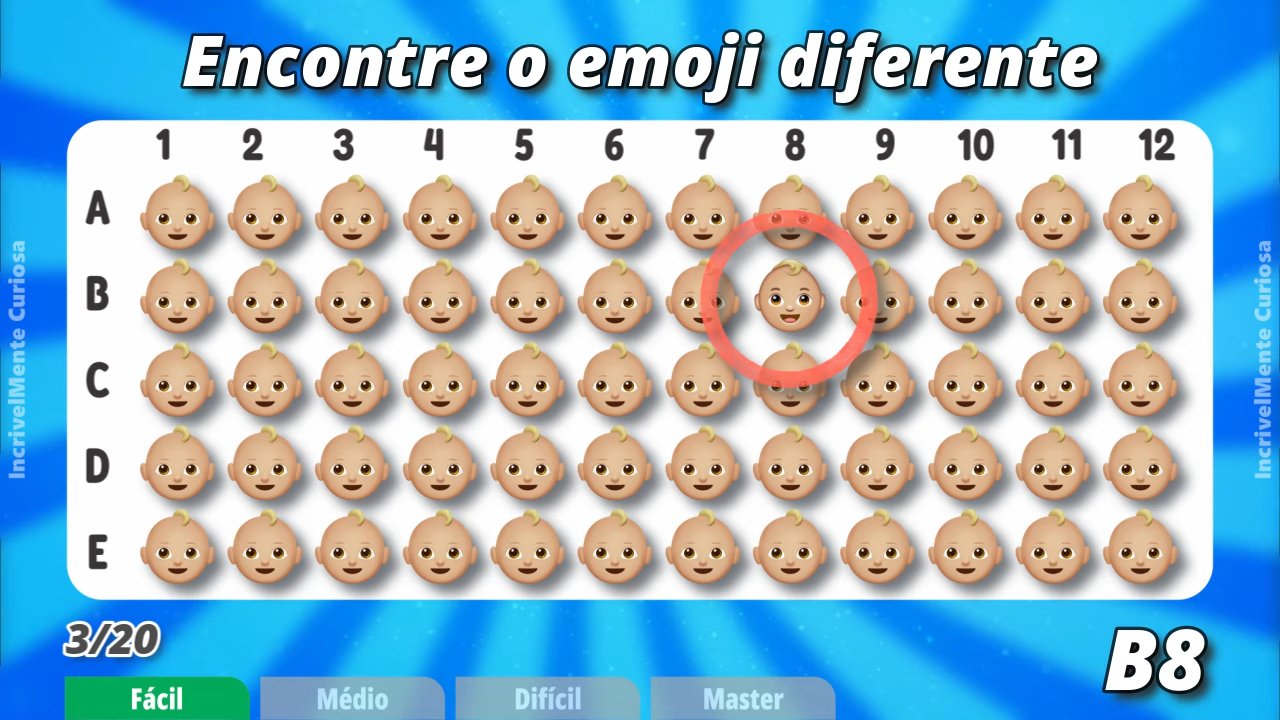 Encontre o emoji diferente
1 2 3 4 5 6 7 8 9 10 11 12
A
B
C
D
E
IncrivelMente Curiosa
IncrivelMente Curiosa
3/20
B8
Fácil Médio Difícil Master